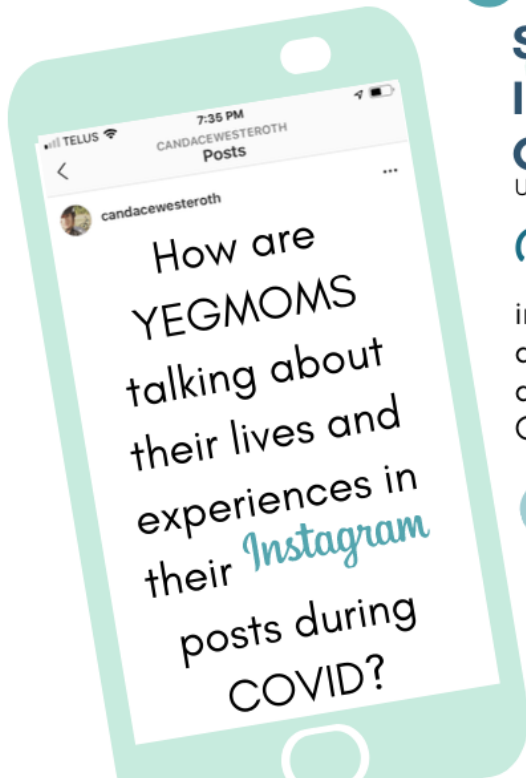 TELUS
7:35 PM
CANDACEWESTEROTH
Posts
candacewesteroth
How are
YEGMOMS
talking about
their lives and
experiences in
their Instagram
posts during
COVID?